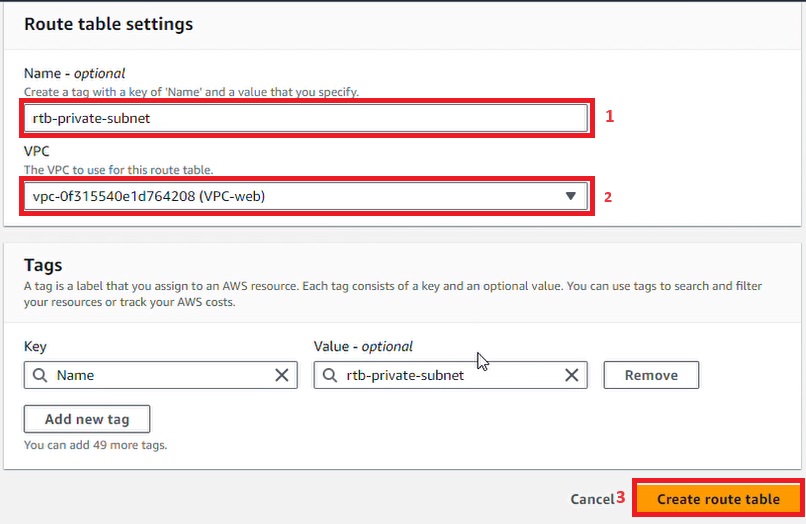 Route table settings
Name - optional
Create a tag with a key of 'Name' and a value that you specify.
rtb-private-subnet
1
VPC
The VPC to use for this route table.
vpc-0f315540e1d764208 (VPC-web)
2
Tags
A tag is a label that you assign to an AWS resource. Each tag consists of a key and an optional value. You can use tags to search and filter
your resources or track your AWS costs.
Key
Value - optional
Name
rtb-private-subnet
Remove
Add new tag
You can add 49 more tags.
Cancel
3
Create route table